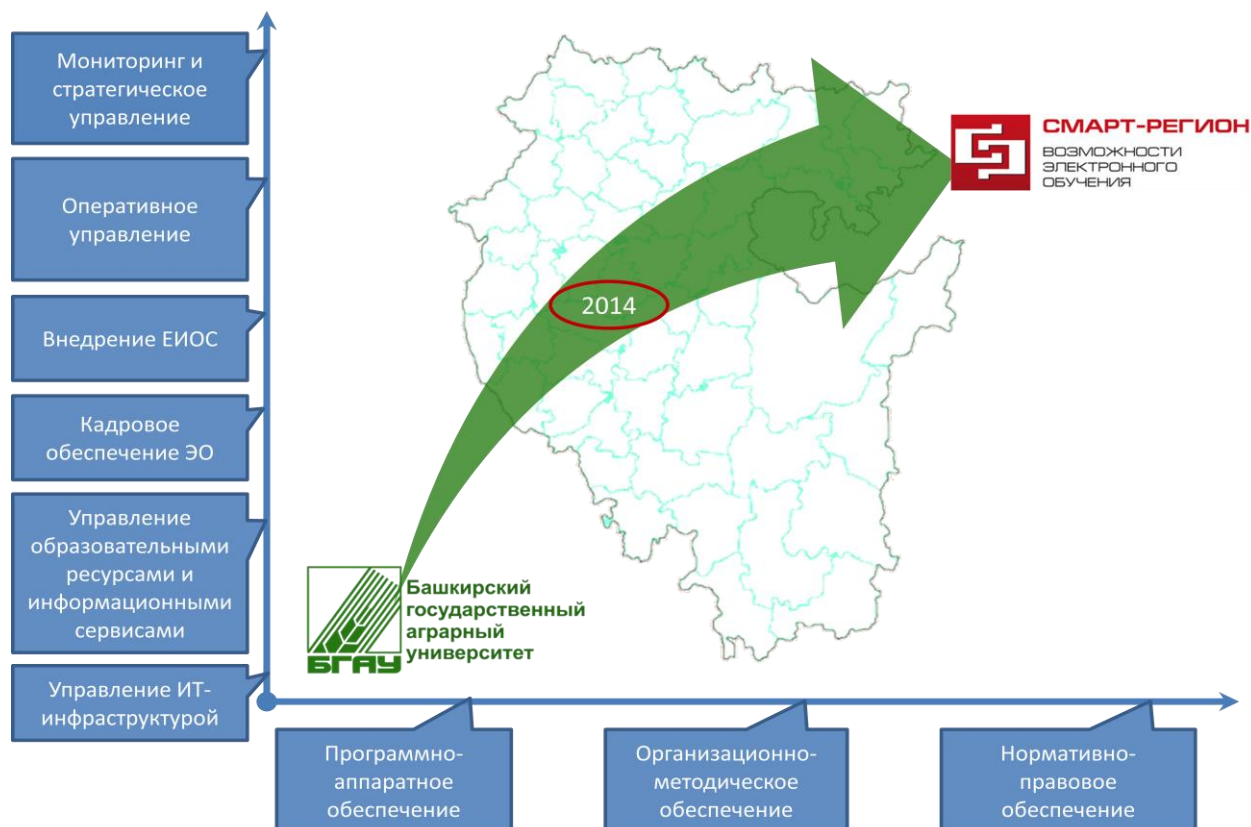 Мониторинг и
стратегическое
управление
Оперативное
управление
Внедрение ЕИОС
Кадровое
обеспечение ЭО
Управление
образовательными
ресурсами и
информационными
сервисами
Управление ИТ-
инфраструктурой
2014
СМАРТ-РЕГИОН
ВОЗМОЖНОСТИ
ЭЛЕКТРОННОГО
ОБУЧЕНИЯ
Башкирский
государственный
аграрный
университет
БГАУ
Программно-
аппаратное
обеспечение
Организационно-
методическое
обеспечение
Нормативно-
правовое
обеспечение